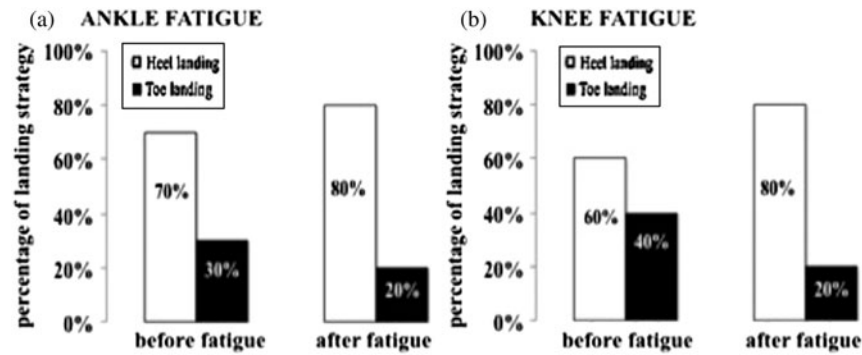 (a) ANKLE FATIGUE
percentage of landing strategy
100%
80%
60%
40%
20%
0%
Heel landing
Toe landing
70%
30%
80%
20%
before fatigue
after fatigue
(b) KNEE FATIGUE
percentage of landing strategy
100%
80%
60%
40%
20%
0%
Heel landing
Toe landing
60%
40%
80%
20%
before fatigue
after fatigue